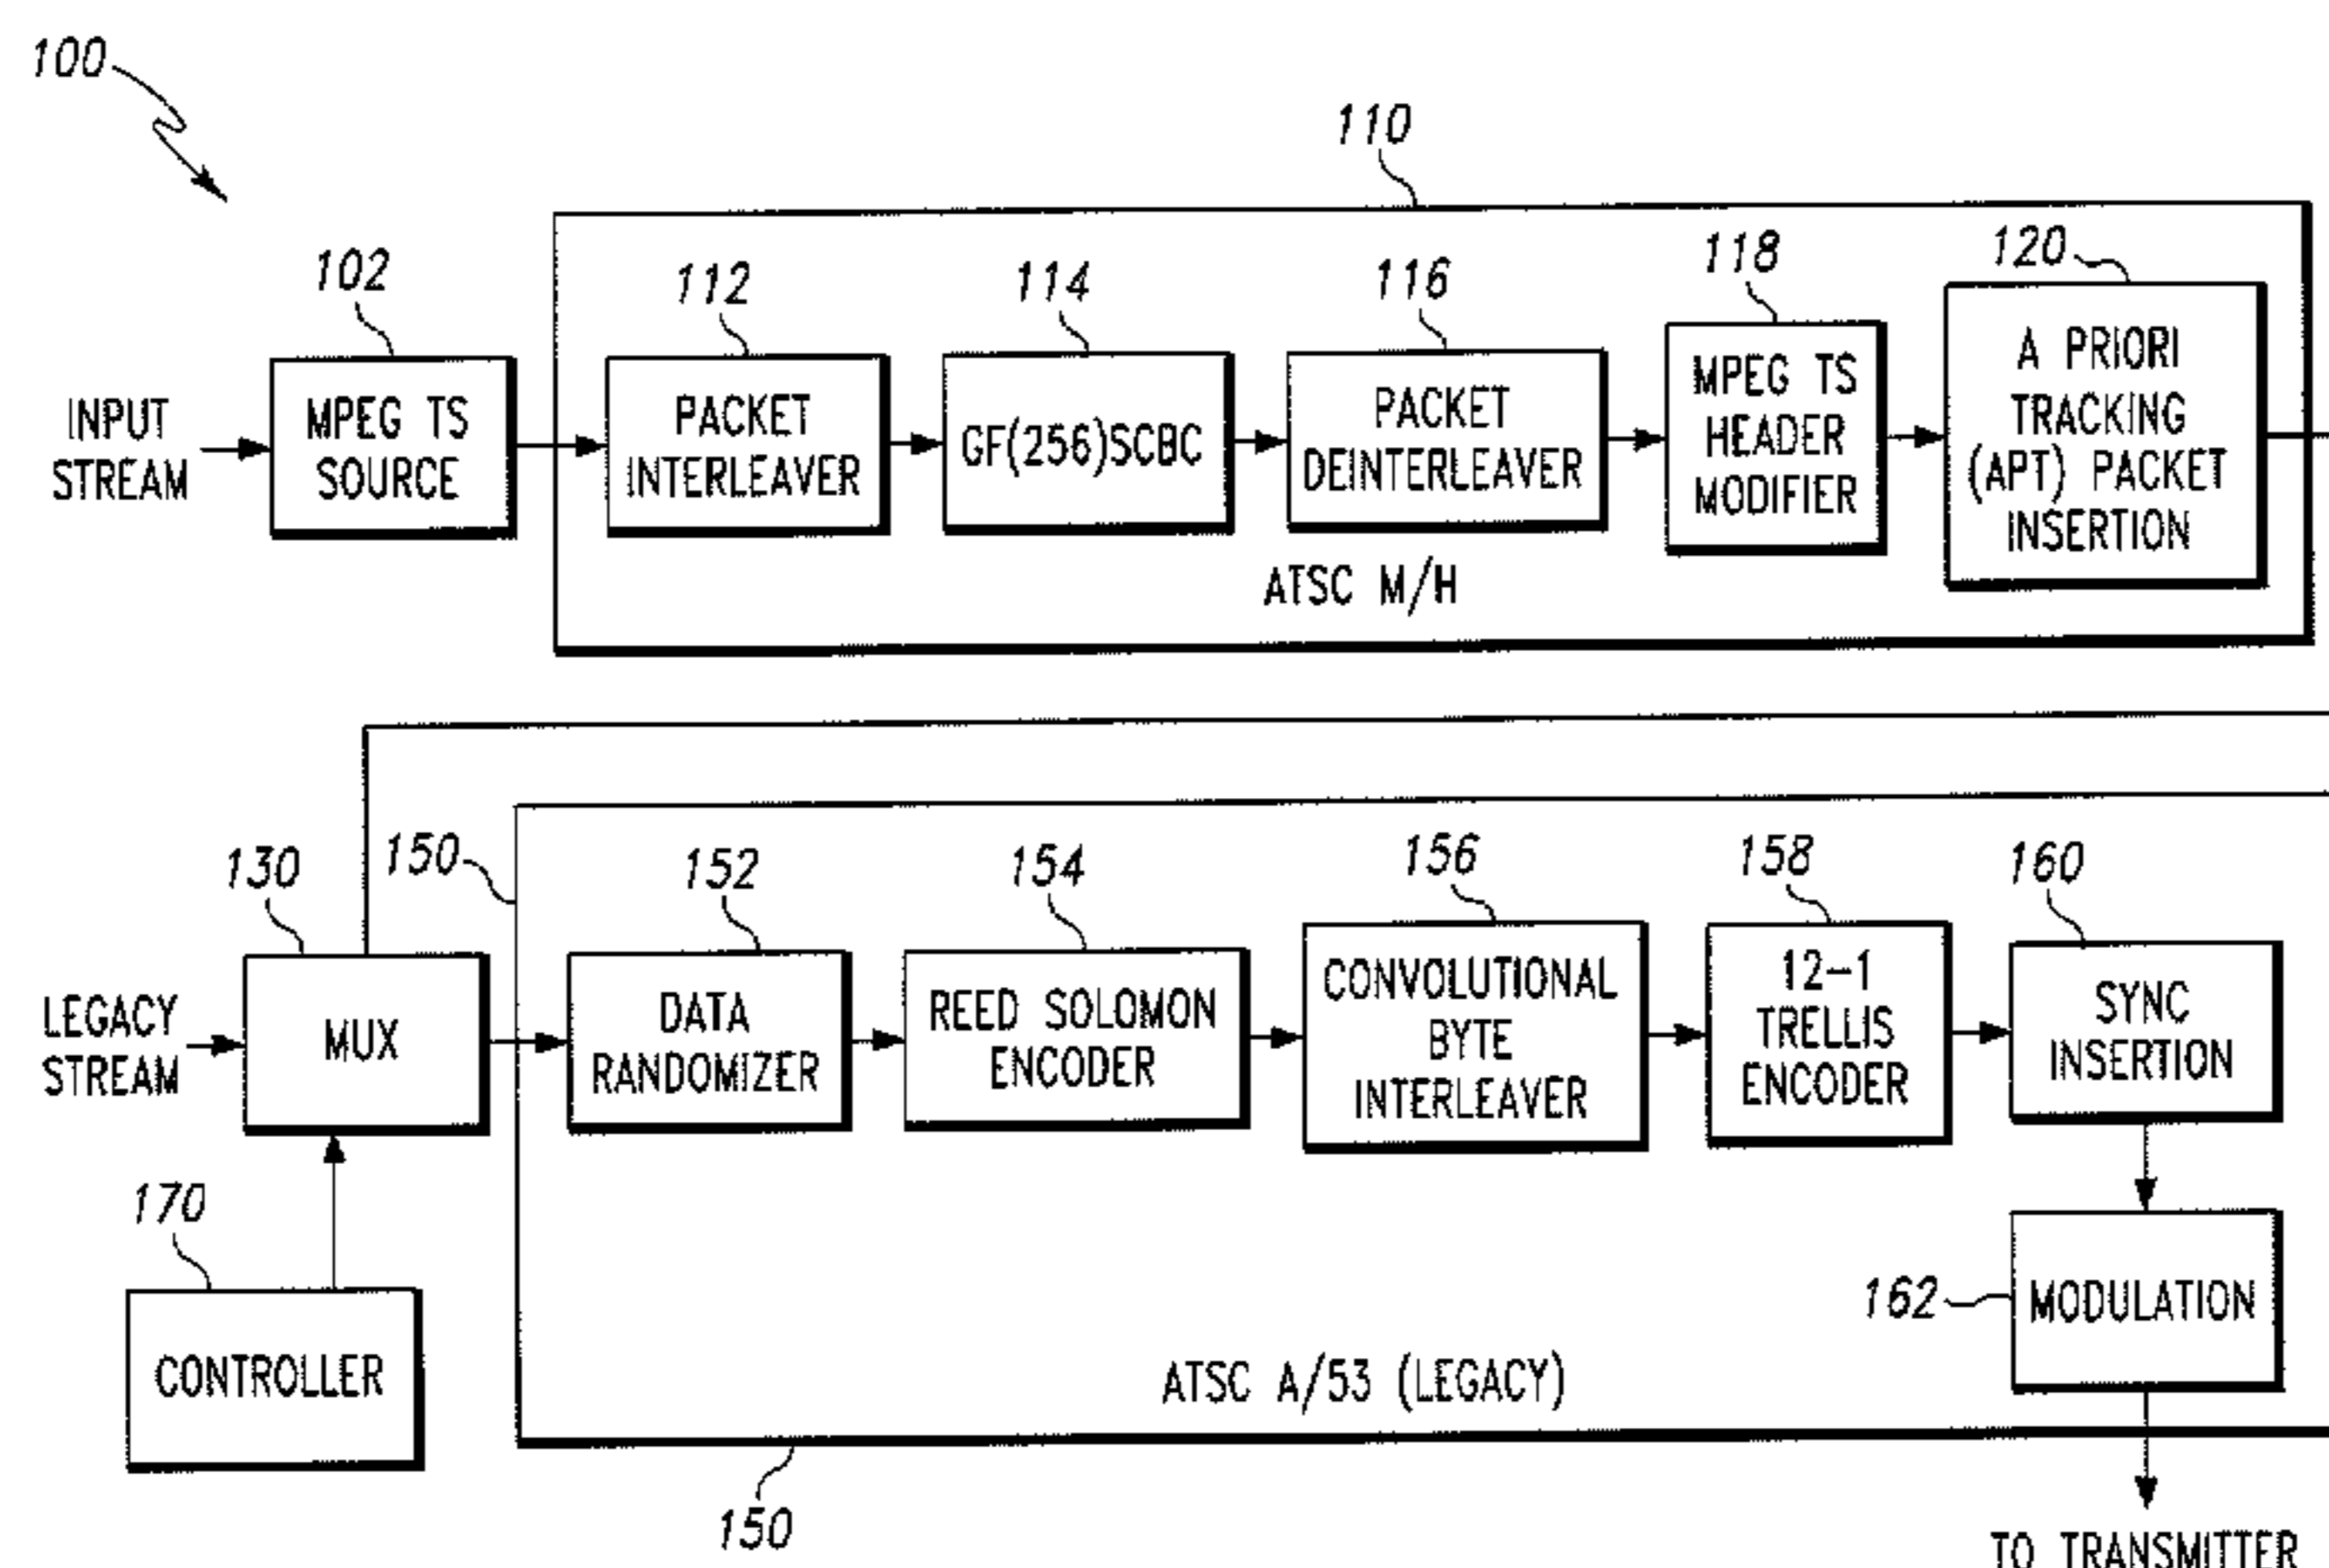 100
110
102
112
114
116
118
120
INPUT
STREAM
MPEG TS
SOURCE
PACKET
INTERLEAVER
GF(256)SCBC
PACKET
DEINTERLEAVER
MPEG TS
HEADER
MODIFIER
A PRIORI
TRACKING
(APT) PACKET
INSERTION
ATSC M/H
130
150
152
154
156
158
160
LEGACY
STREAM
MUX
DATA
RANDOMIZER
REED SOLOMON
ENCODER
CONVOLUTIONAL
BYTE
INTERLEAVER
12-1
TRELLIS
ENCODER
SYNC
INSERTION
170
CONTROLLER
162
MODULATION
ATSC A/53 (LEGACY)
150
TO TRANSMITTER